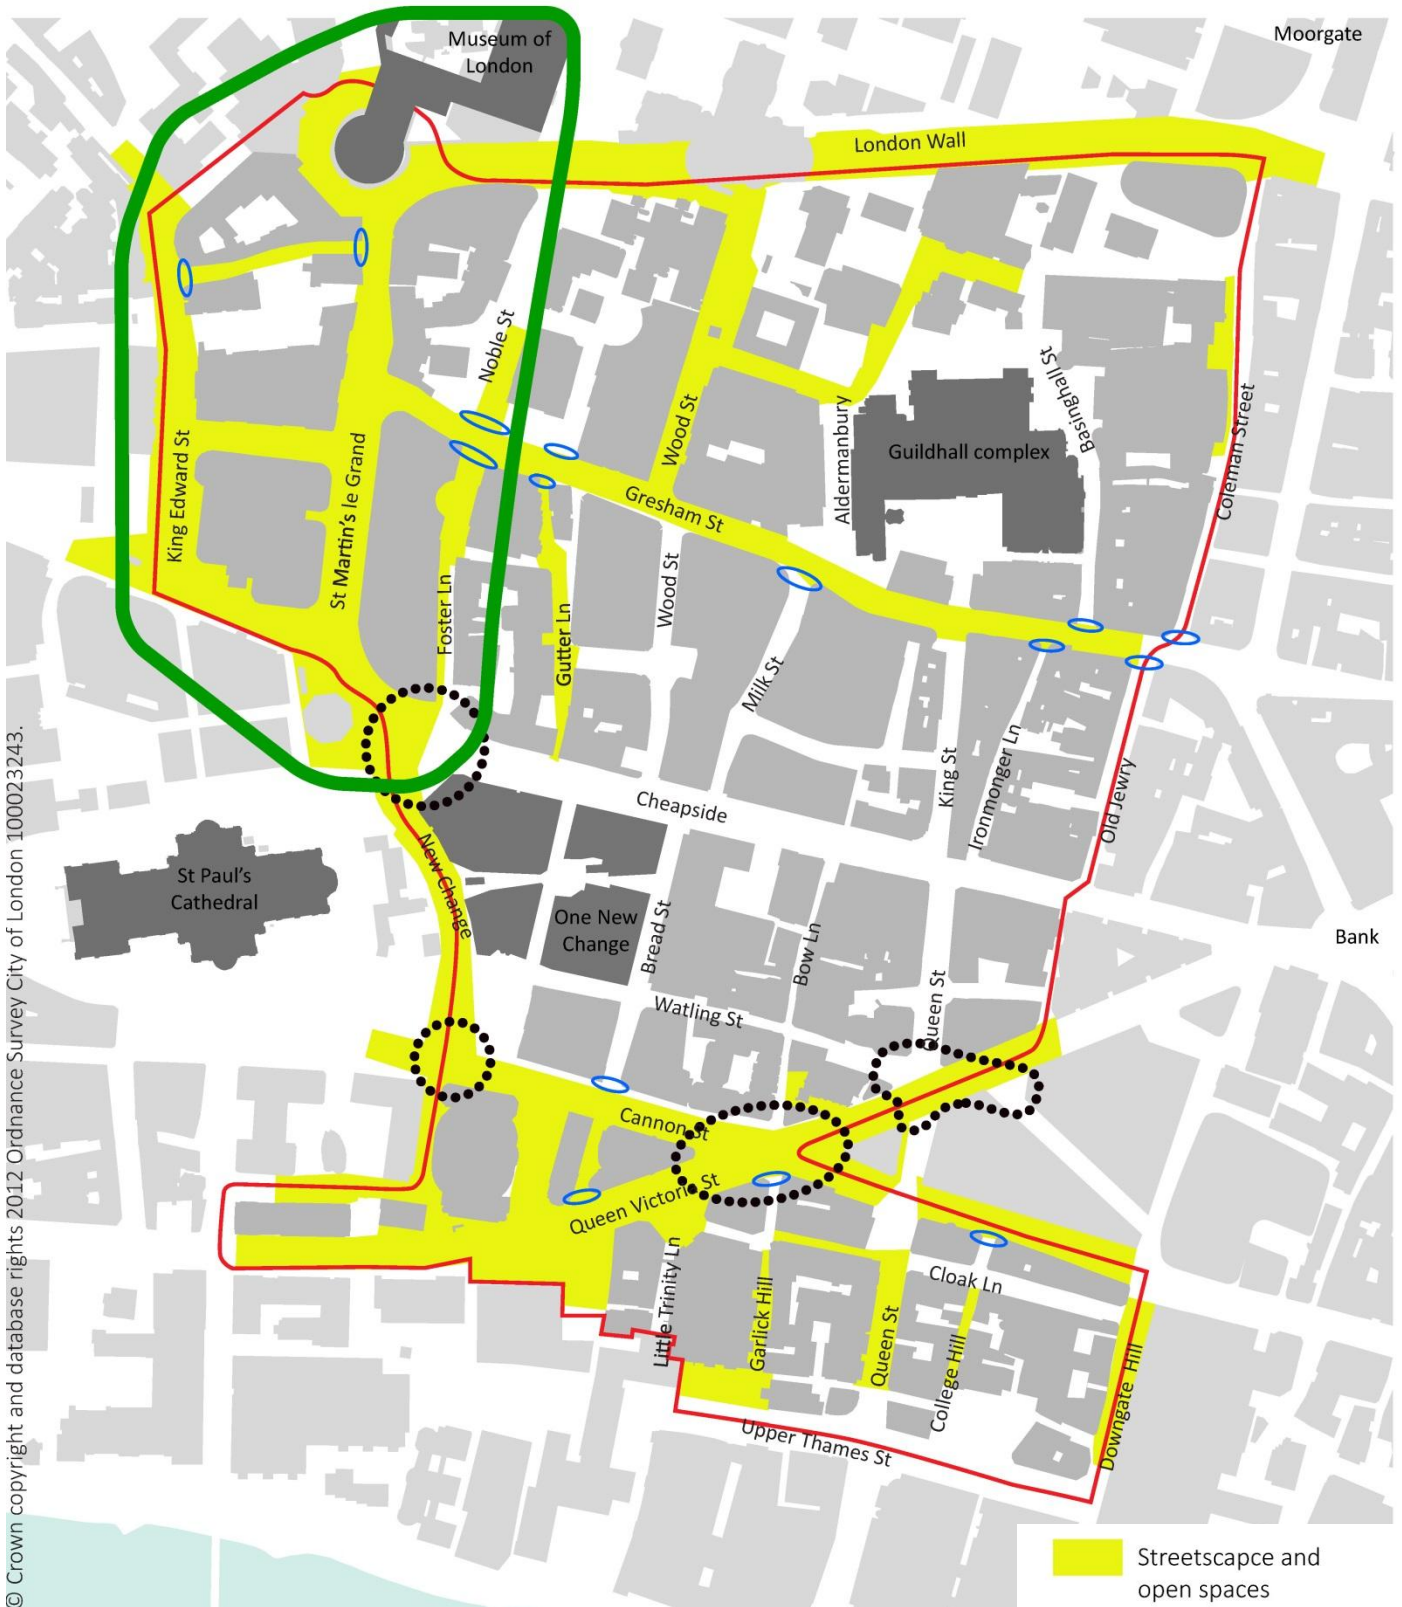 Museum of
London
Moorgate
London Wall
Noble St
Wood St
Basinghall St
Aldermanbury
Guildhall complex
Coleman Street
King Edward St
St Martin's le Grand
Gresham St
Foster Ln
Gutter Ln
Wood St
Milk St
King St
Ironmonger Ln
Old Jewry
Cheapside
New Change
St Paul's
Cathedral
One New
Change
Bread St
Bow Ln
Bank
Watling St
Queen St
Cannon St
Queen Victoria St
Little Trinity Ln
Garlick Hill
Queen St
Cloak Ln
College Hill
Downgate Hill
Upper Thames St
© Crown copyright and database rights 2012 Ordnance Survey City of London 100023243.
Streetscapce and
open spaces